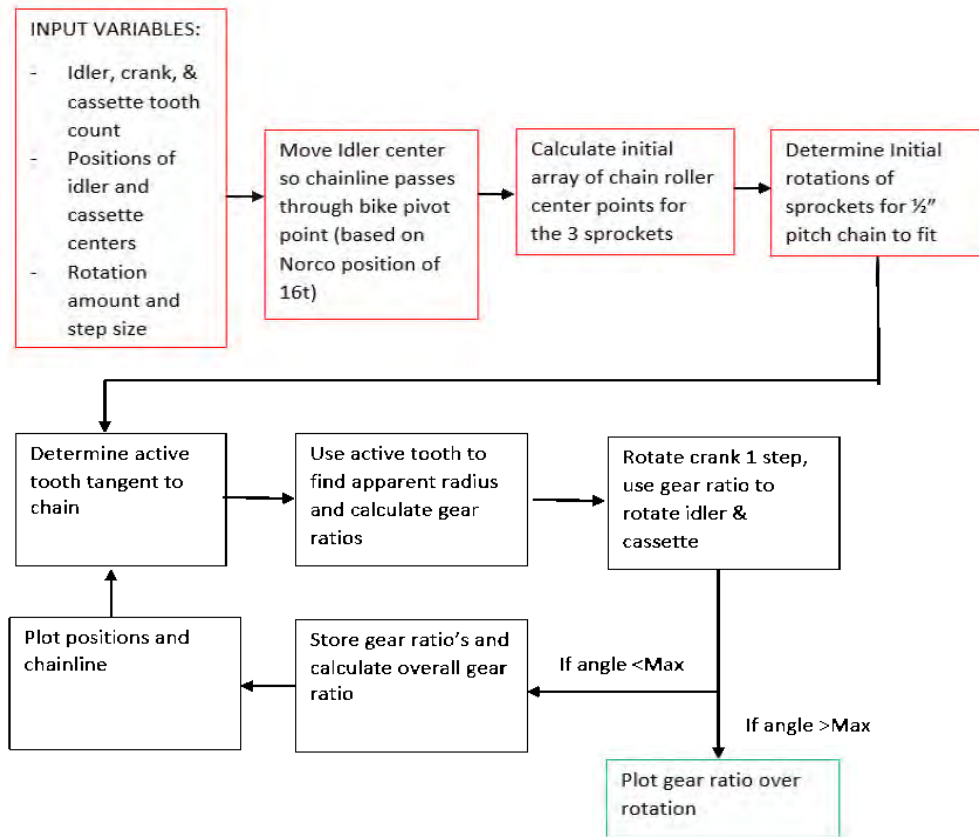 INPUT VARIABLES:
- Idler, crank, &
cassette tooth
count
- Positions of
idler and
cassette
centers
- Rotation
amount and
step size
Move Idler center
so chainline passes
through bike pivot
point (based on
Norco position of
16t)
Calculate initial
array of chain roller
center points for
the 3 sprockets
Determine Initial
rotations of
sprockets for ½"
pitch chain to fit
Determine active
tooth tangent to
chain
Use active tooth to
find apparent radius
and calculate gear
ratios
Rotate crank 1 step,
use gear ratio to
rotate idler &
cassette
Plot positions and
chainline
Store gear ratio's and
calculate overall gear
ratio
If angle <Max
If angle >Max
Plot gear ratio over
rotation